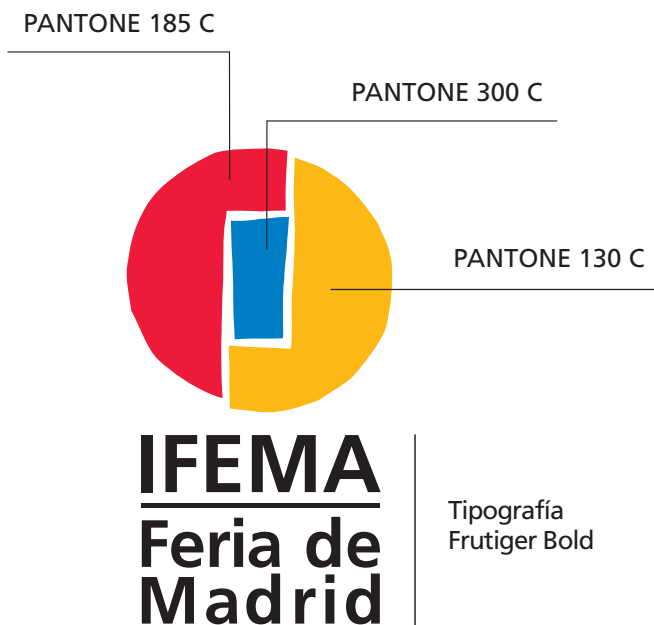 PANTONE 185 C
PANTONE 300 C
PANTONE 130 C
IFEMA
Feria de
Madrid
Tipografía
Frutiger Bold